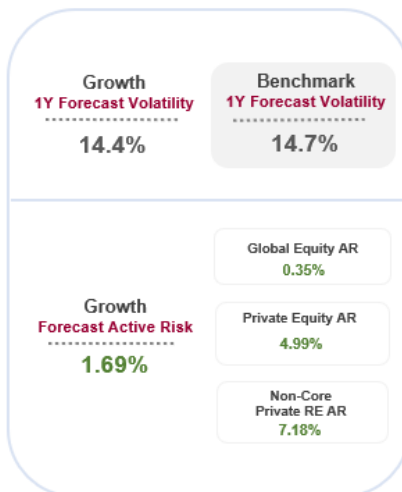 Growth
1Y Forecast Volatility
14.4%
Benchmark
1Y Forecast Volatility
14.7%
Growth
Forecast Active Risk
1.69%
Global Equity AR
0.35%
Private Equity AR
4.99%
Non-Core
Private RE AR
7.18%